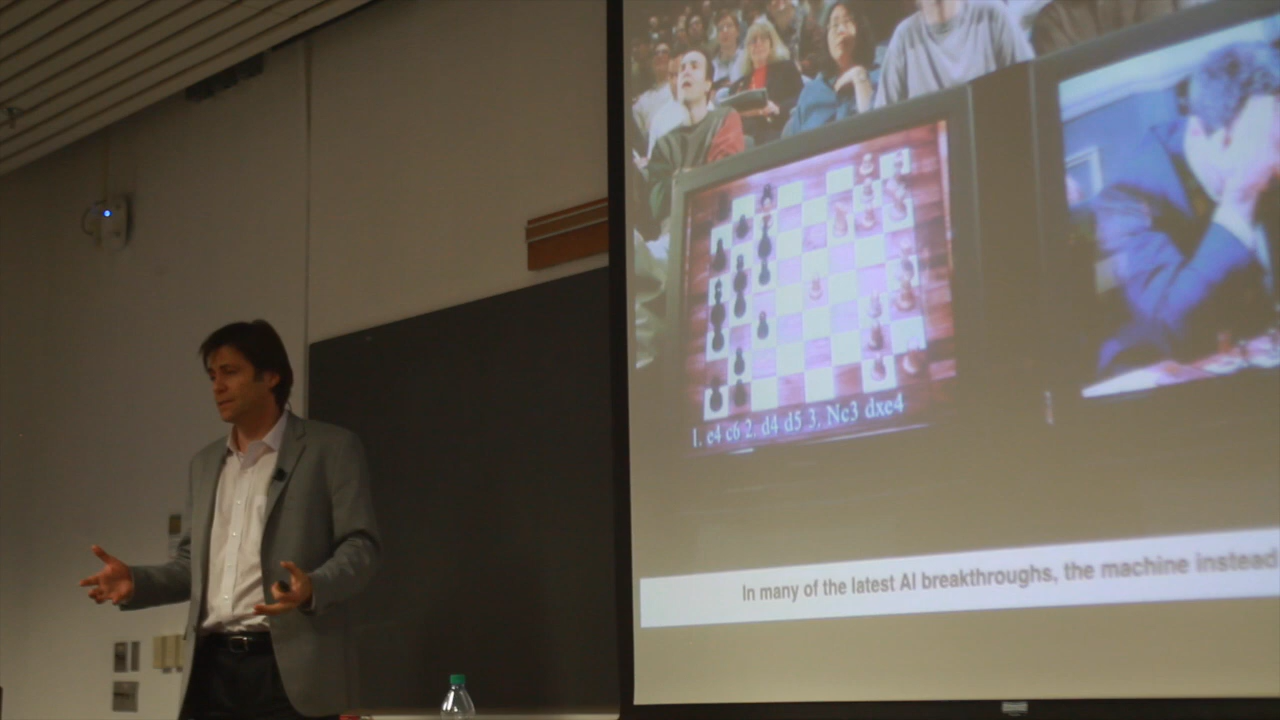 1. e4 c6 2. d4 d5 3. Nc3 dxe4
In many of the latest AI breakthroughs, the machine instead